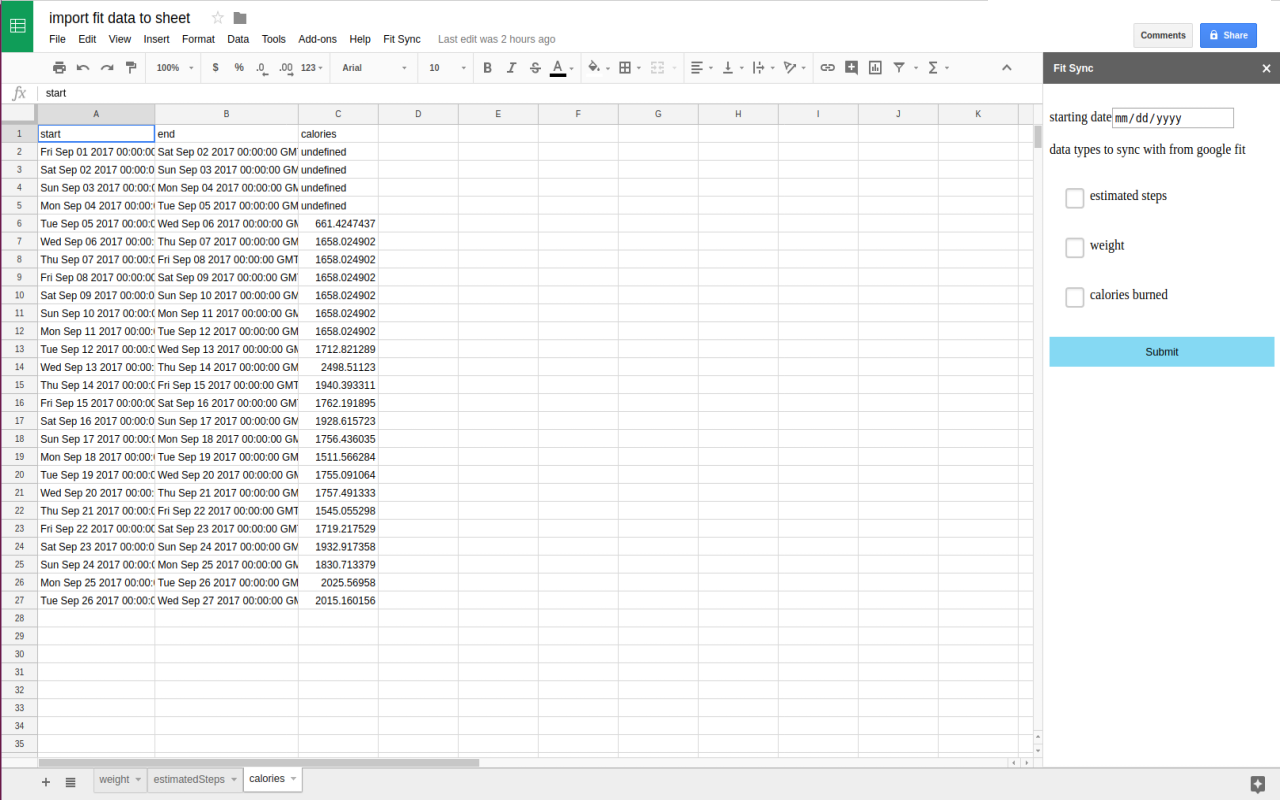 import fit data to sheet
File Edit View Insert Format Data Tools Add-ons Help Fit Sync Last edit was 2 hours ago
Comments Share
100% $ % .0 .00 123 Arial 10 B I S A Σ
Fit Sync ×
fx start
A B C D E F G H I J K
1 start end calories
2 Fri Sep 01 2017 00:00:00 Sat Sep 02 2017 00:00:00 GMT undefined
3 Sat Sep 02 2017 00:00:0 Sun Sep 03 2017 00:00:00 GM undefined
4 Sun Sep 03 2017 00:00:0 Mon Sep 04 2017 00:00:00 GM undefined
5 Mon Sep 04 2017 00:00: Tue Sep 05 2017 00:00:00 GM undefined
6 Tue Sep 05 2017 00:00:0 Wed Sep 06 2017 00:00:00 GM 661.4247437
7 Wed Sep 06 2017 00:00: Thu Sep 07 2017 00:00:00 GM 1658.024902
8 Thu Sep 07 2017 00:00:0 Fri Sep 08 2017 00:00:00 GMT 1658.024902
9 Fri Sep 08 2017 00:00:00 Sat Sep 09 2017 00:00:00 GMT 1658.024902
10 Sat Sep 09 2017 00:00:0 Sun Sep 10 2017 00:00:00 GM 1658.024902
11 Sun Sep 10 2017 00:00:0 Mon Sep 11 2017 00:00:00 GM 1658.024902
12 Mon Sep 11 2017 00:00: Tue Sep 12 2017 00:00:00 GM 1658.024902
13 Tue Sep 12 2017 00:00:0 Wed Sep 13 2017 00:00:00 GM 1712.821289
14 Wed Sep 13 2017 00:00: Thu Sep 14 2017 00:00:00 GM 2498.51123
15 Thu Sep 14 2017 00:00:0 Fri Sep 15 2017 00:00:00 GMT 1940.393311
16 Fri Sep 15 2017 00:00:00 Sat Sep 16 2017 00:00:00 GMT 1762.191895
17 Sat Sep 16 2017 00:00:0 Sun Sep 17 2017 00:00:00 GM 1928.615723
18 Sun Sep 17 2017 00:00:0 Mon Sep 18 2017 00:00:00 GM 1756.436035
19 Mon Sep 18 2017 00:00: Tue Sep 19 2017 00:00:00 GM 1511.566284
20 Tue Sep 19 2017 00:00:0 Wed Sep 20 2017 00:00:00 GM 1755.091064
21 Wed Sep 20 2017 00:00: Thu Sep 21 2017 00:00:00 GM 1757.491333
22 Thu Sep 21 2017 00:00:0 Fri Sep 22 2017 00:00:00 GMT 1545.055298
23 Fri Sep 22 2017 00:00:00 Sat Sep 23 2017 00:00:00 GMT 1719.217529
24 Sat Sep 23 2017 00:00:0 Sun Sep 24 2017 00:00:00 GM 1932.917358
25 Sun Sep 24 2017 00:00:0 Mon Sep 25 2017 00:00:00 GM 1830.713379
26 Mon Sep 25 2017 00:00: Tue Sep 26 2017 00:00:00 GM 2025.56958
27 Tue Sep 26 2017 00:00:0 Wed Sep 27 2017 00:00:00 GM 2015.160156
28
29
30
31
32
33
34
35
starting date mm/dd/yyyy
data types to sync with from google fit
estimated steps
weight
calories burned
Submit
+ weight estimatedSteps calories